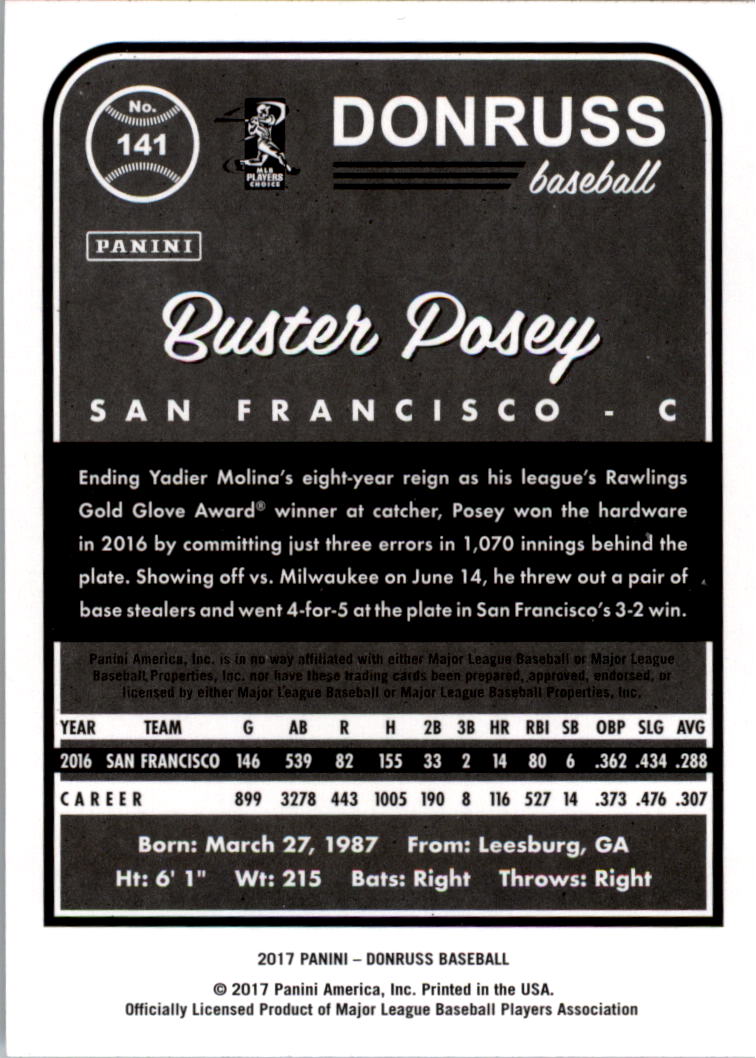 No.
141
MLB
PLAYERS
CHOICE
DONRUSS
baseball
PANINI
Buster Posey
SAN FRANCISCO - C
Ending Yadier Molina's eight-year reign as his league's Rawlings
Gold Glove Award® winner at catcher, Posey won the hardware
in 2016 by committing just three errors in 1,070 innings behind the
plate. Showing off vs. Milwaukee on June 14, he threw out a pair of
base stealers and went 4-for-5 at the plate in San Francisco's 3-2 win.
Panini America, Inc. is in no way affiliated with either Major League Baseball or Major League
Baseball Properties, Inc. nor have these trading cards been prepared, approved, endorsed, or
licensed by either Major League Baseball or Major League Baseball Properties, Inc.
YEAR TEAM G AB R H 2B 3B HR RBI SB OBP SLG AVG
2016 SAN FRANCISCO 146 539 82 155 33 2 14 80 6 .362 .434 .288
CAREER 899 3278 443 1005 190 8 116 527 14 .373 .476 .307
Born: March 27, 1987 From: Leesburg, GA
Ht: 6' 1" Wt: 215 Bats: Right Throws: Right
2017 PANINI – DONRUSS BASEBALL
© 2017 Panini America, Inc. Printed in the USA.
Officially Licensed Product of Major League Baseball Players Association